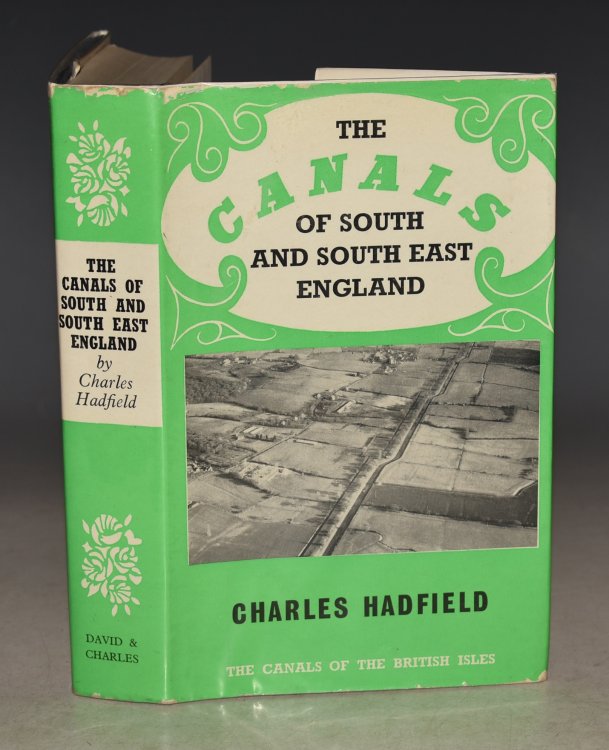 THE
CANALS OF
SOUTH AND
SOUTH EAST
ENGLAND
by
Charles
Hadfield
DAVID &
CHARLES
THE
CANALS
OF SOUTH
AND SOUTH EAST
ENGLAND
CHARLES HADFIELD
THE CANALS OF THE BRITISH ISLES